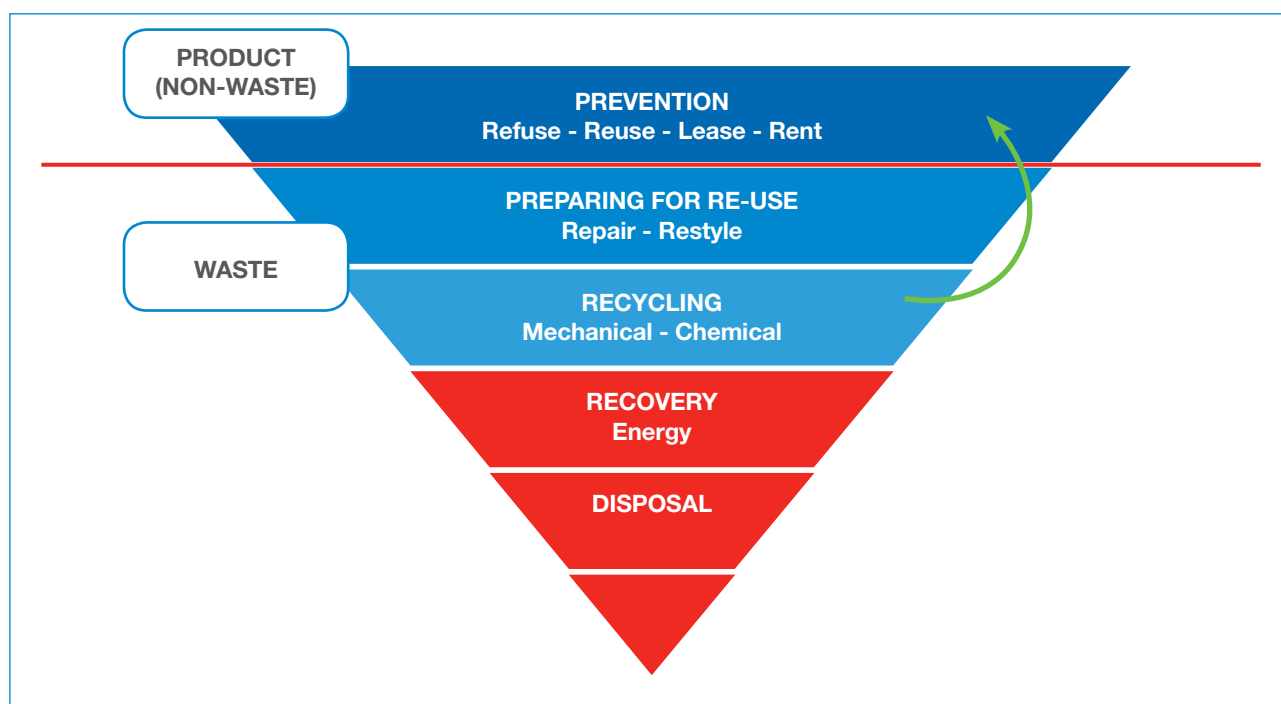 PRODUCT
(NON-WASTE)
PREVENTION
Refuse - Reuse - Lease - Rent
PREPARING FOR RE-USE
Repair - Restyle
WASTE
RECYCLING
Mechanical - Chemical
RECOVERY
Energy
DISPOSAL